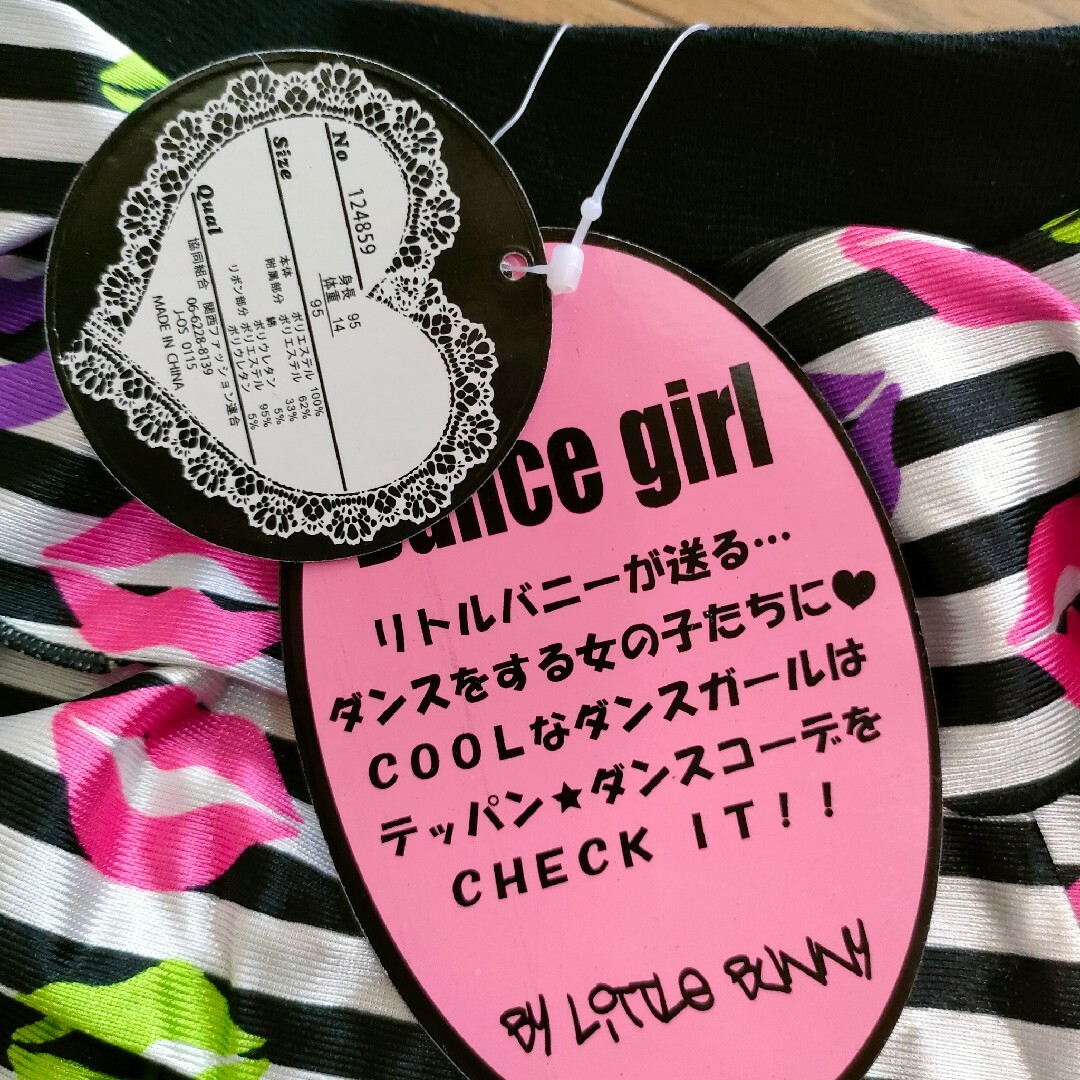 No 124859
Size
身長 95
体重 14
95
Qual
本体 ポリエステル 100%
附属部分 ポリエステル 62%
綿 33%
ポリウレタン 5%
リボン部分 ポリエステル 95%
ポリウレタン 5%
協同組合 関西ファッション連合
06-6228-8139
J-OS 0115
MADE IN CHINA
Dance girl
リトルバニーが送る…
ダンスをする女の子たちに♥
COOLなダンスガールは
テッパン★ダンスコーデを
CHECK IT!!
BY LiTTLe BUNNY